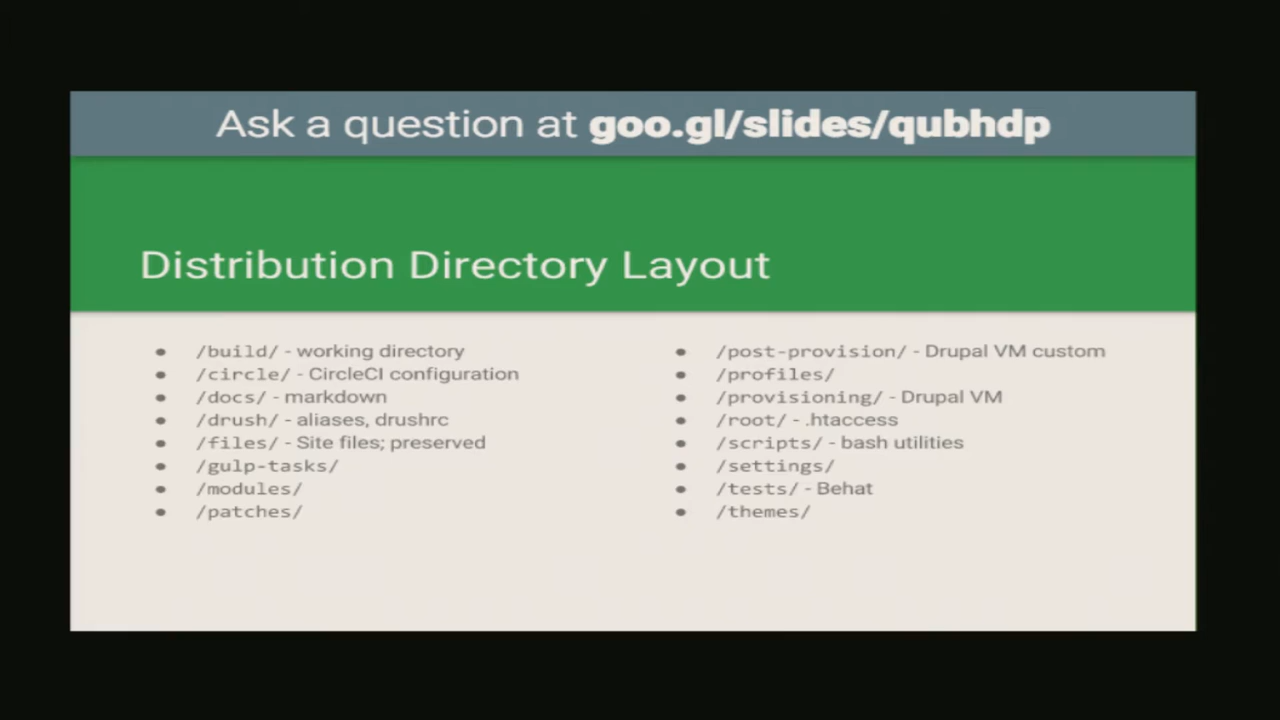 Ask a question at goo.gl/slides/qubhdp
Distribution Directory Layout
● /build/ - working directory
● /circle/ - CircleCI configuration
● /docs/ - markdown
● /drush/ - aliases, drushrc
● /files/ - Site files; preserved
● /gulp-tasks/
● /modules/
● /patches/
● /post-provision/ - Drupal VM custom
● /profiles/
● /provisioning/ - Drupal VM
● /root/ - .htaccess
● /scripts/ - bash utilities
● /settings/
● /tests/ - Behat
● /themes/